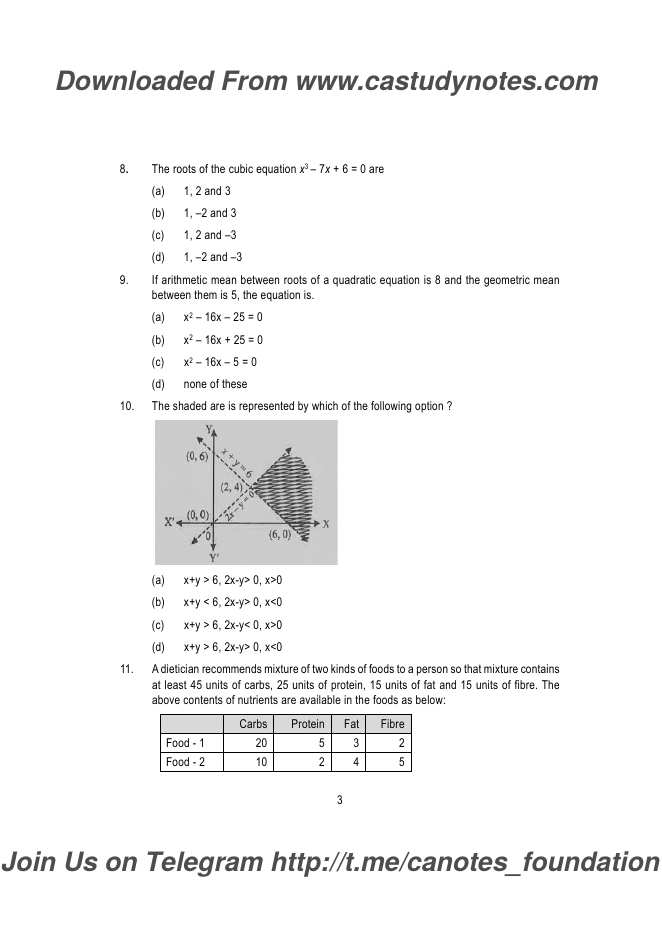 Downloaded From www.castudynotes.com
8. The roots of the cubic equation x³ – 7x + 6 = 0 are
(a) 1, 2 and 3
(b) 1, –2 and 3
(c) 1, 2 and –3
(d) 1, –2 and –3
9. If arithmetic mean between roots of a quadratic equation is 8 and the geometric mean
between them is 5, the equation is.
(a) x² – 16x – 25 = 0
(b) x² – 16x + 25 = 0
(c) x² – 16x – 5 = 0
(d) none of these
10. The shaded are is represented by which of the following option ?
Y
(0, 6)
x + y = 6
(2, 4)
2x – y = 0
(0, 0)
X'
X
0
(6, 0)
Y'
(a) x+y > 6, 2x-y> 0, x>0
(b) x+y < 6, 2x-y> 0, x<0
(c) x+y > 6, 2x-y< 0, x>0
(d) x+y > 6, 2x-y> 0, x<0
11. A dietician recommends mixture of two kinds of foods to a person so that mixture contains
at least 45 units of carbs, 25 units of protein, 15 units of fat and 15 units of fibre. The
above contents of nutrients are available in the foods as below:
Carbs Protein Fat Fibre
Food - 1 20 5 3 2
Food - 2 10 2 4 5
3
Join Us on Telegram http://t.me/canotes_foundation